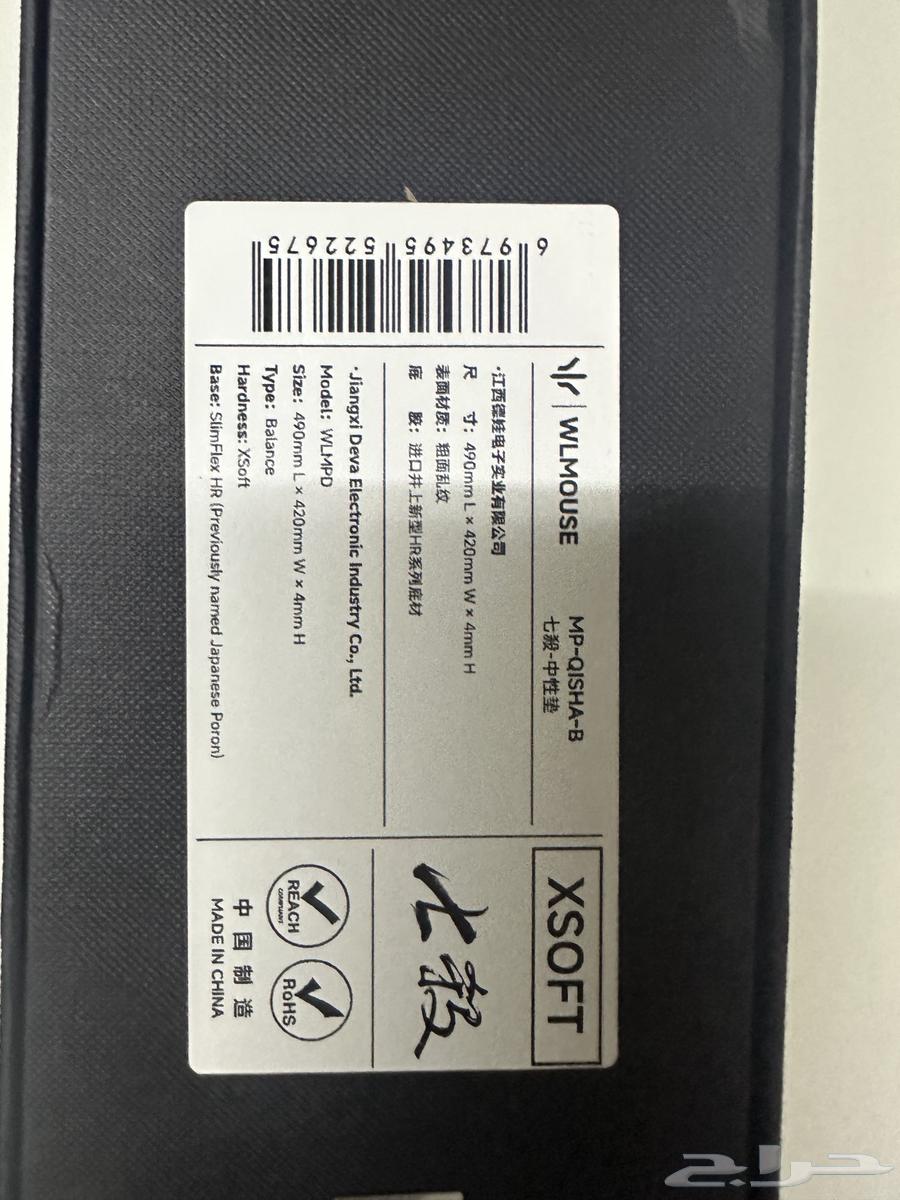 6 973495 522675
WLMOUSE
MP-QISHA-B
七殺-中性垫
·江西德娃电子实业有限公司
尺 寸：490mm L × 420mm W × 4mm H
表面材质：粗面乱纹
底 胶：进口井上新型HR系列底材
·Jiangxi Deva Electronic Industry Co., Ltd.
Model: WLMPD
Size: 490mm L × 420mm W × 4mm H
Type: Balance
Hardness: XSoft
Base: SlimFlex HR (Previously named Japanese Poron)
XSOFT
七殺
REACH
COMPLIANT
RoHS
中国制造
MADE IN CHINA
حراج